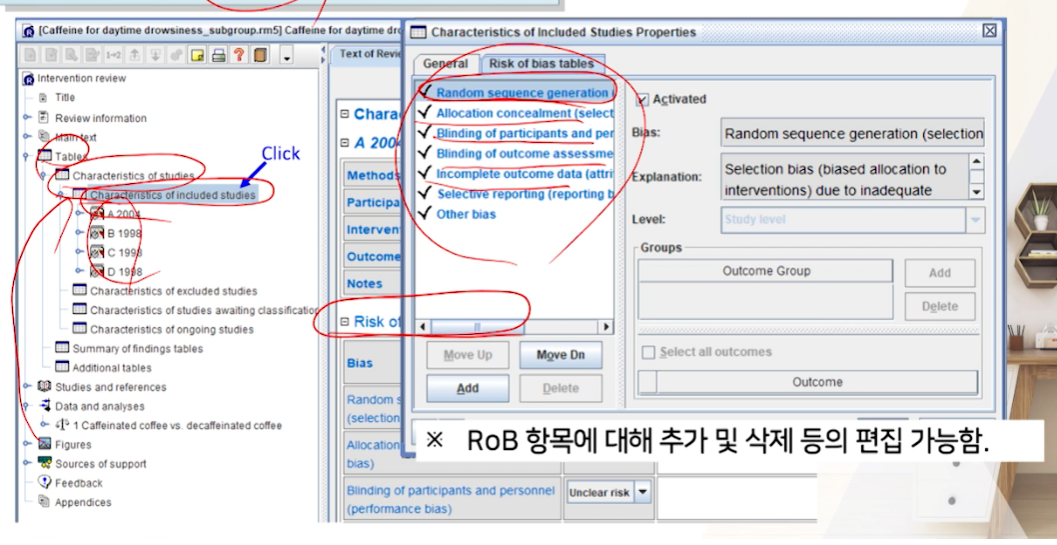 [Caffeine for daytime drowsiness_subgroup.rm5] Caffeine for daytime dro
Intervention review
Title
Review information
Main text
Tables
Characteristics of studies
Characteristics of included studies
A 2004
B 1998
C 1998
D 1998
Characteristics of excluded studies
Characteristics of studies awaiting classification
Characteristics of ongoing studies
Summary of findings tables
Additional tables
Studies and references
Data and analyses
1 Caffeinated coffee vs. decaffeinated coffee
Figures
Sources of support
Feedback
Appendices
Click
Text of Revie
Chara
A 2004
Methods
Participa
Interven
Outcome
Notes
Risk of
Bias
Random s
(selection
Allocation
bias)
Blinding of participants and personnel
(performance bias)
Unclear risk
Characteristics of Included Studies Properties
General
Risk of bias tables
Random sequence generation
Allocation concealment (select
Blinding of participants and per
Blinding of outcome assessme
Incomplete outcome data (attri
Selective reporting (reporting b
Other bias
Move Up
Move Dn
Add
Delete
Activated
Bias:
Random sequence generation (selection
Explanation:
Selection bias (biased allocation to
interventions) due to inadequate
Level:
Study level
Groups
Outcome Group
Add
Delete
Select all outcomes
Outcome
※ RoB 항목에 대해 추가 및 삭제 등의 편집 가능함.